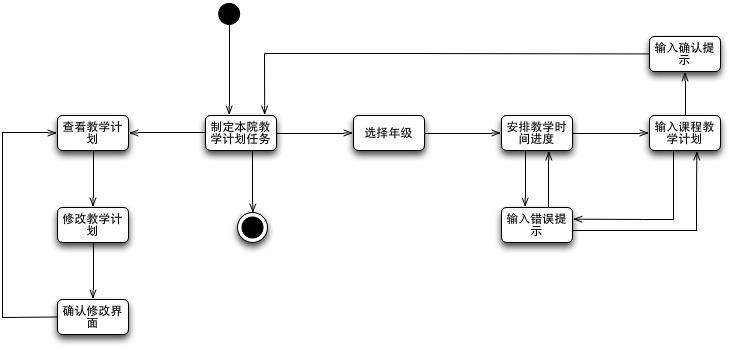 输入确认提
示
查看教学计
划
制定本院教
学计划任务
选择年级
安排教学时
间进度
输入课程教
学计划
修改教学计
划
输入错误提
示
确认修改界
面